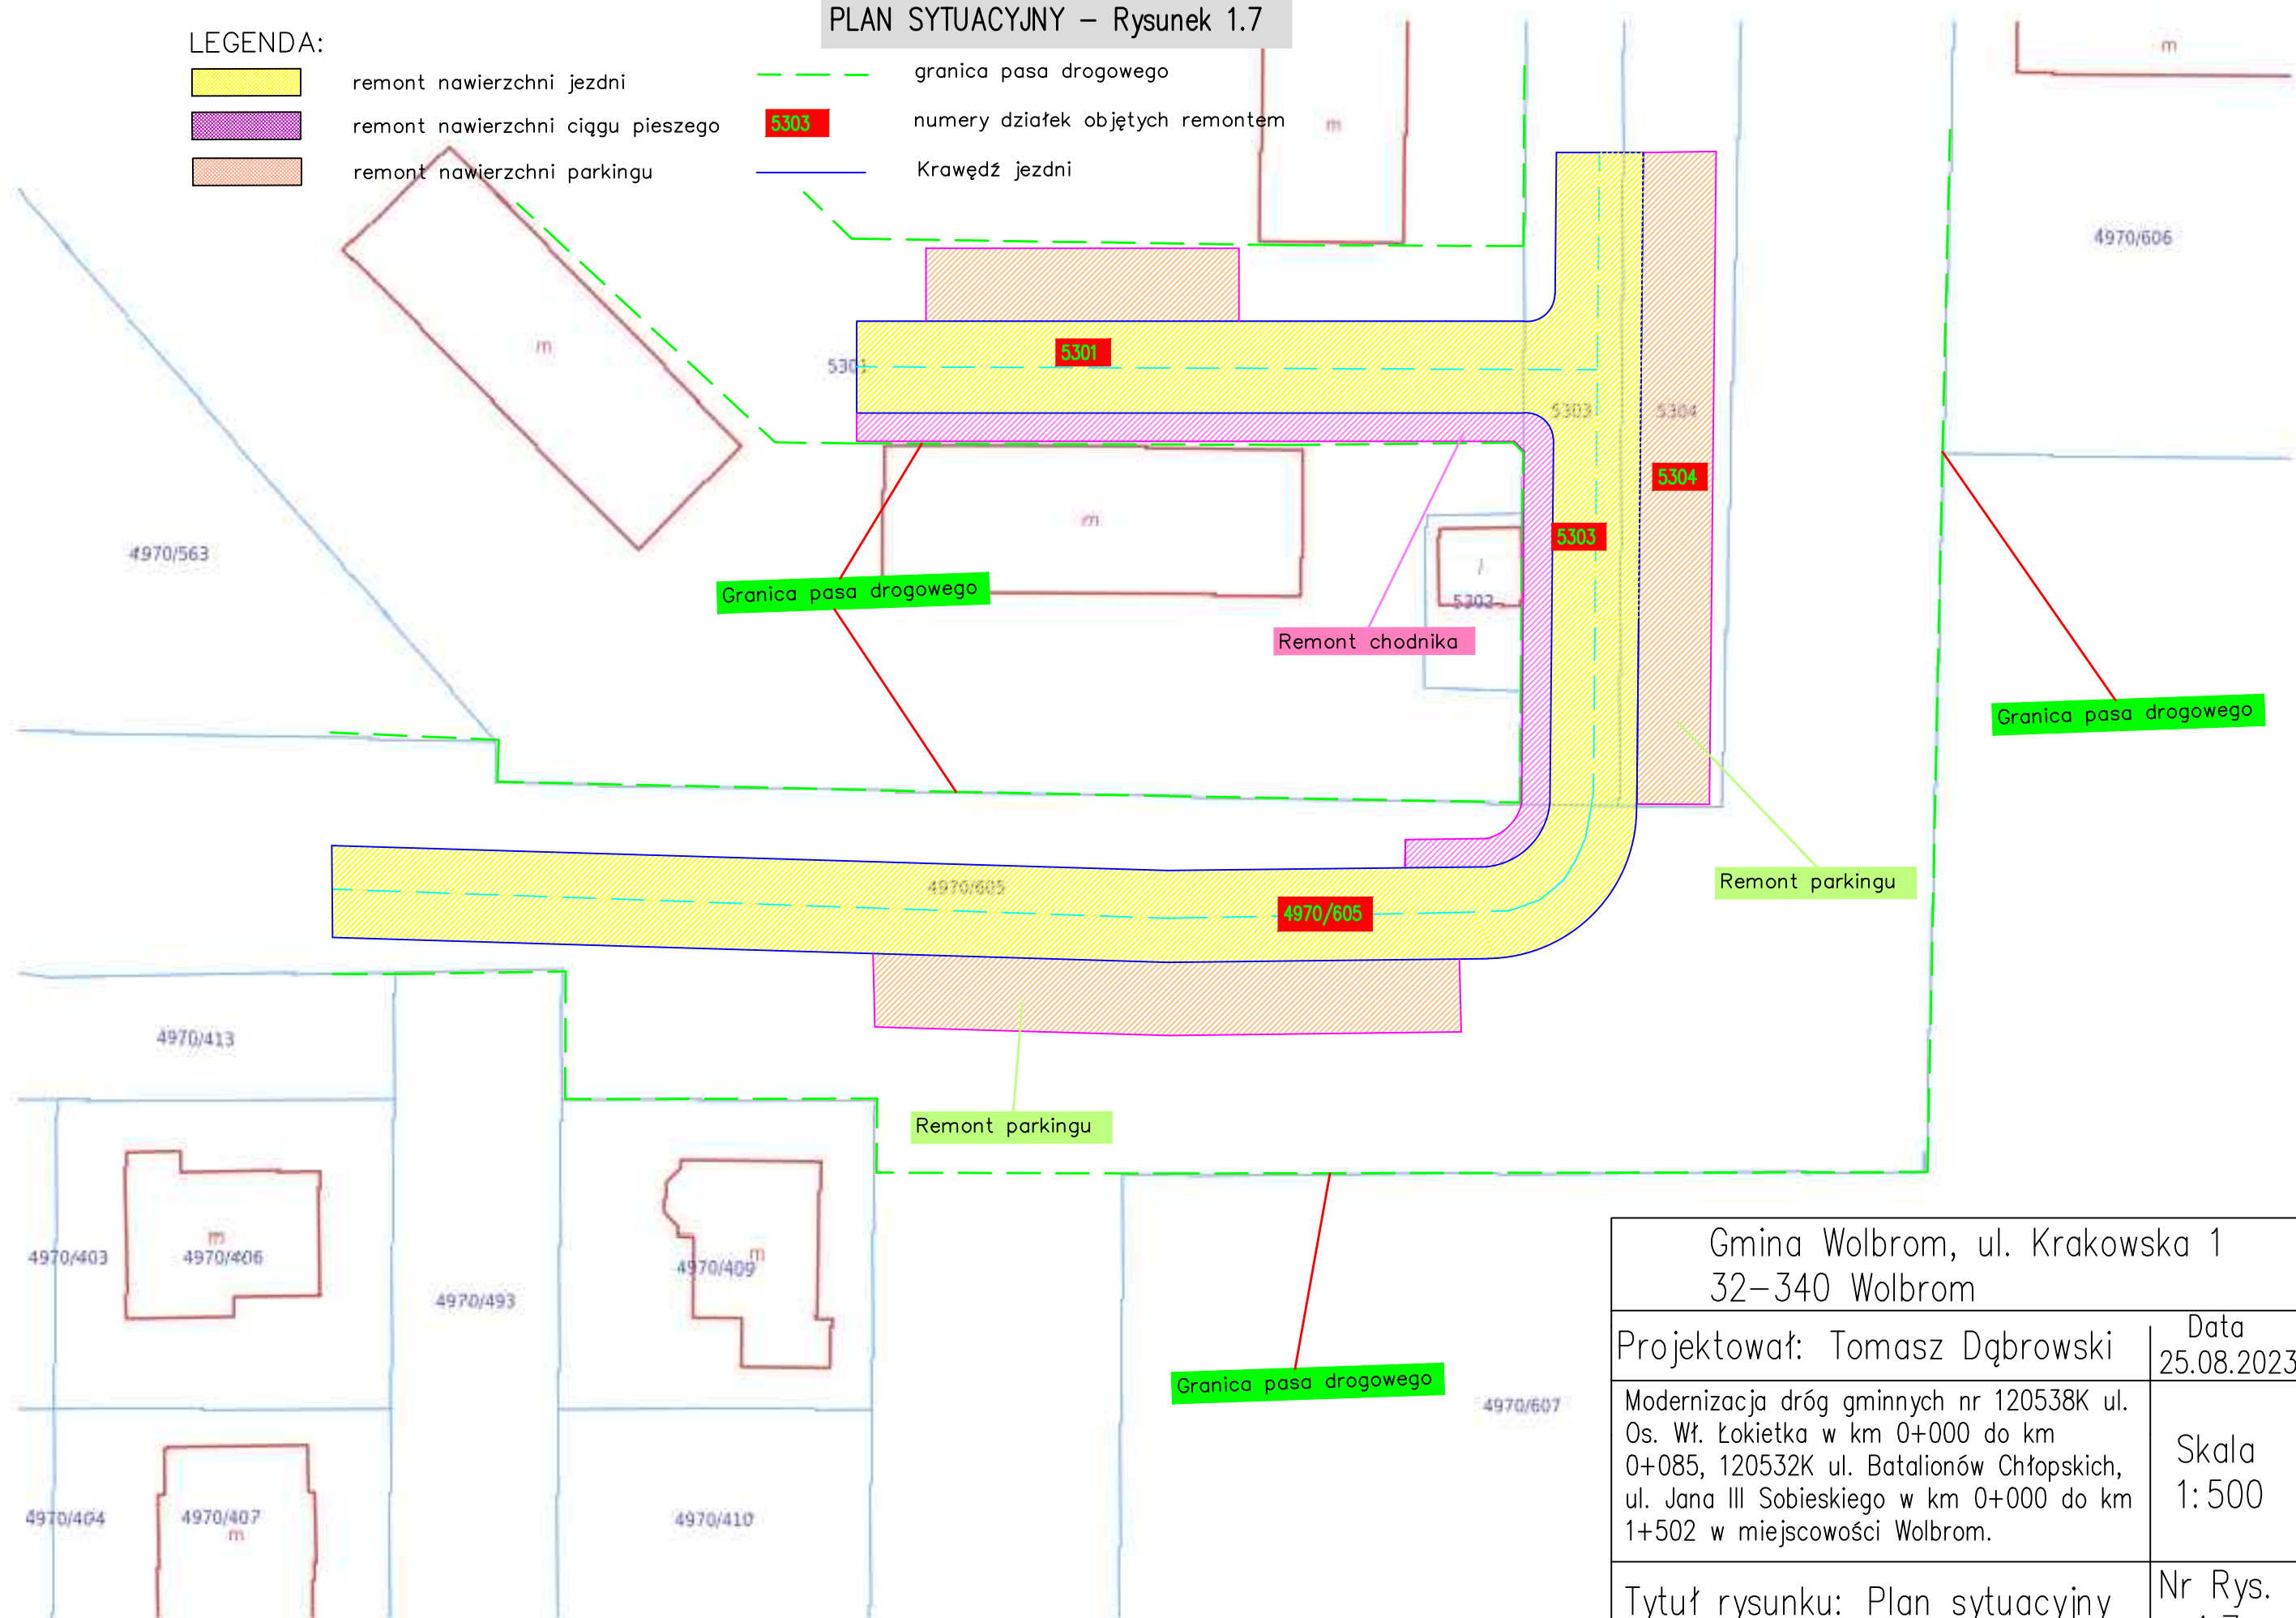 PLAN SYTUACYJNY – Rysunek 1.7
LEGENDA:
remont nawierzchni jezdni
remont nawierzchni ciągu pieszego
remont nawierzchni parkingu
granica pasa drogowego
5303 numery działek objętych remontem
Krawędź jezdni
m
m
m
4970/606
5301
5301
5303
5304
5304
5303
m
m
4970/563
5302
Granica pasa drogowego
Remont chodnika
Granica pasa drogowego
4970/605
4970/605
Remont parkingu
4970/413
Remont parkingu
4970/403
m
4970/406
4970/493
m
4970/409
Granica pasa drogowego
4970/607
4970/404
4970/407
m
4970/410
Gmina Wolbrom, ul. Krakowska 1
32–340 Wolbrom
Projektował: Tomasz Dąbrowski
Data
25.08.2023
Modernizacja dróg gminnych nr 120538K ul.
Os. Wł. Łokietka w km 0+000 do km
0+085, 120532K ul. Batalionów Chłopskich,
ul. Jana III Sobieskiego w km 0+000 do km
1+502 w miejscowości Wolbrom.
Skala
1:500
Tytuł rysunku: Plan sytuacyjny
Nr Rys.